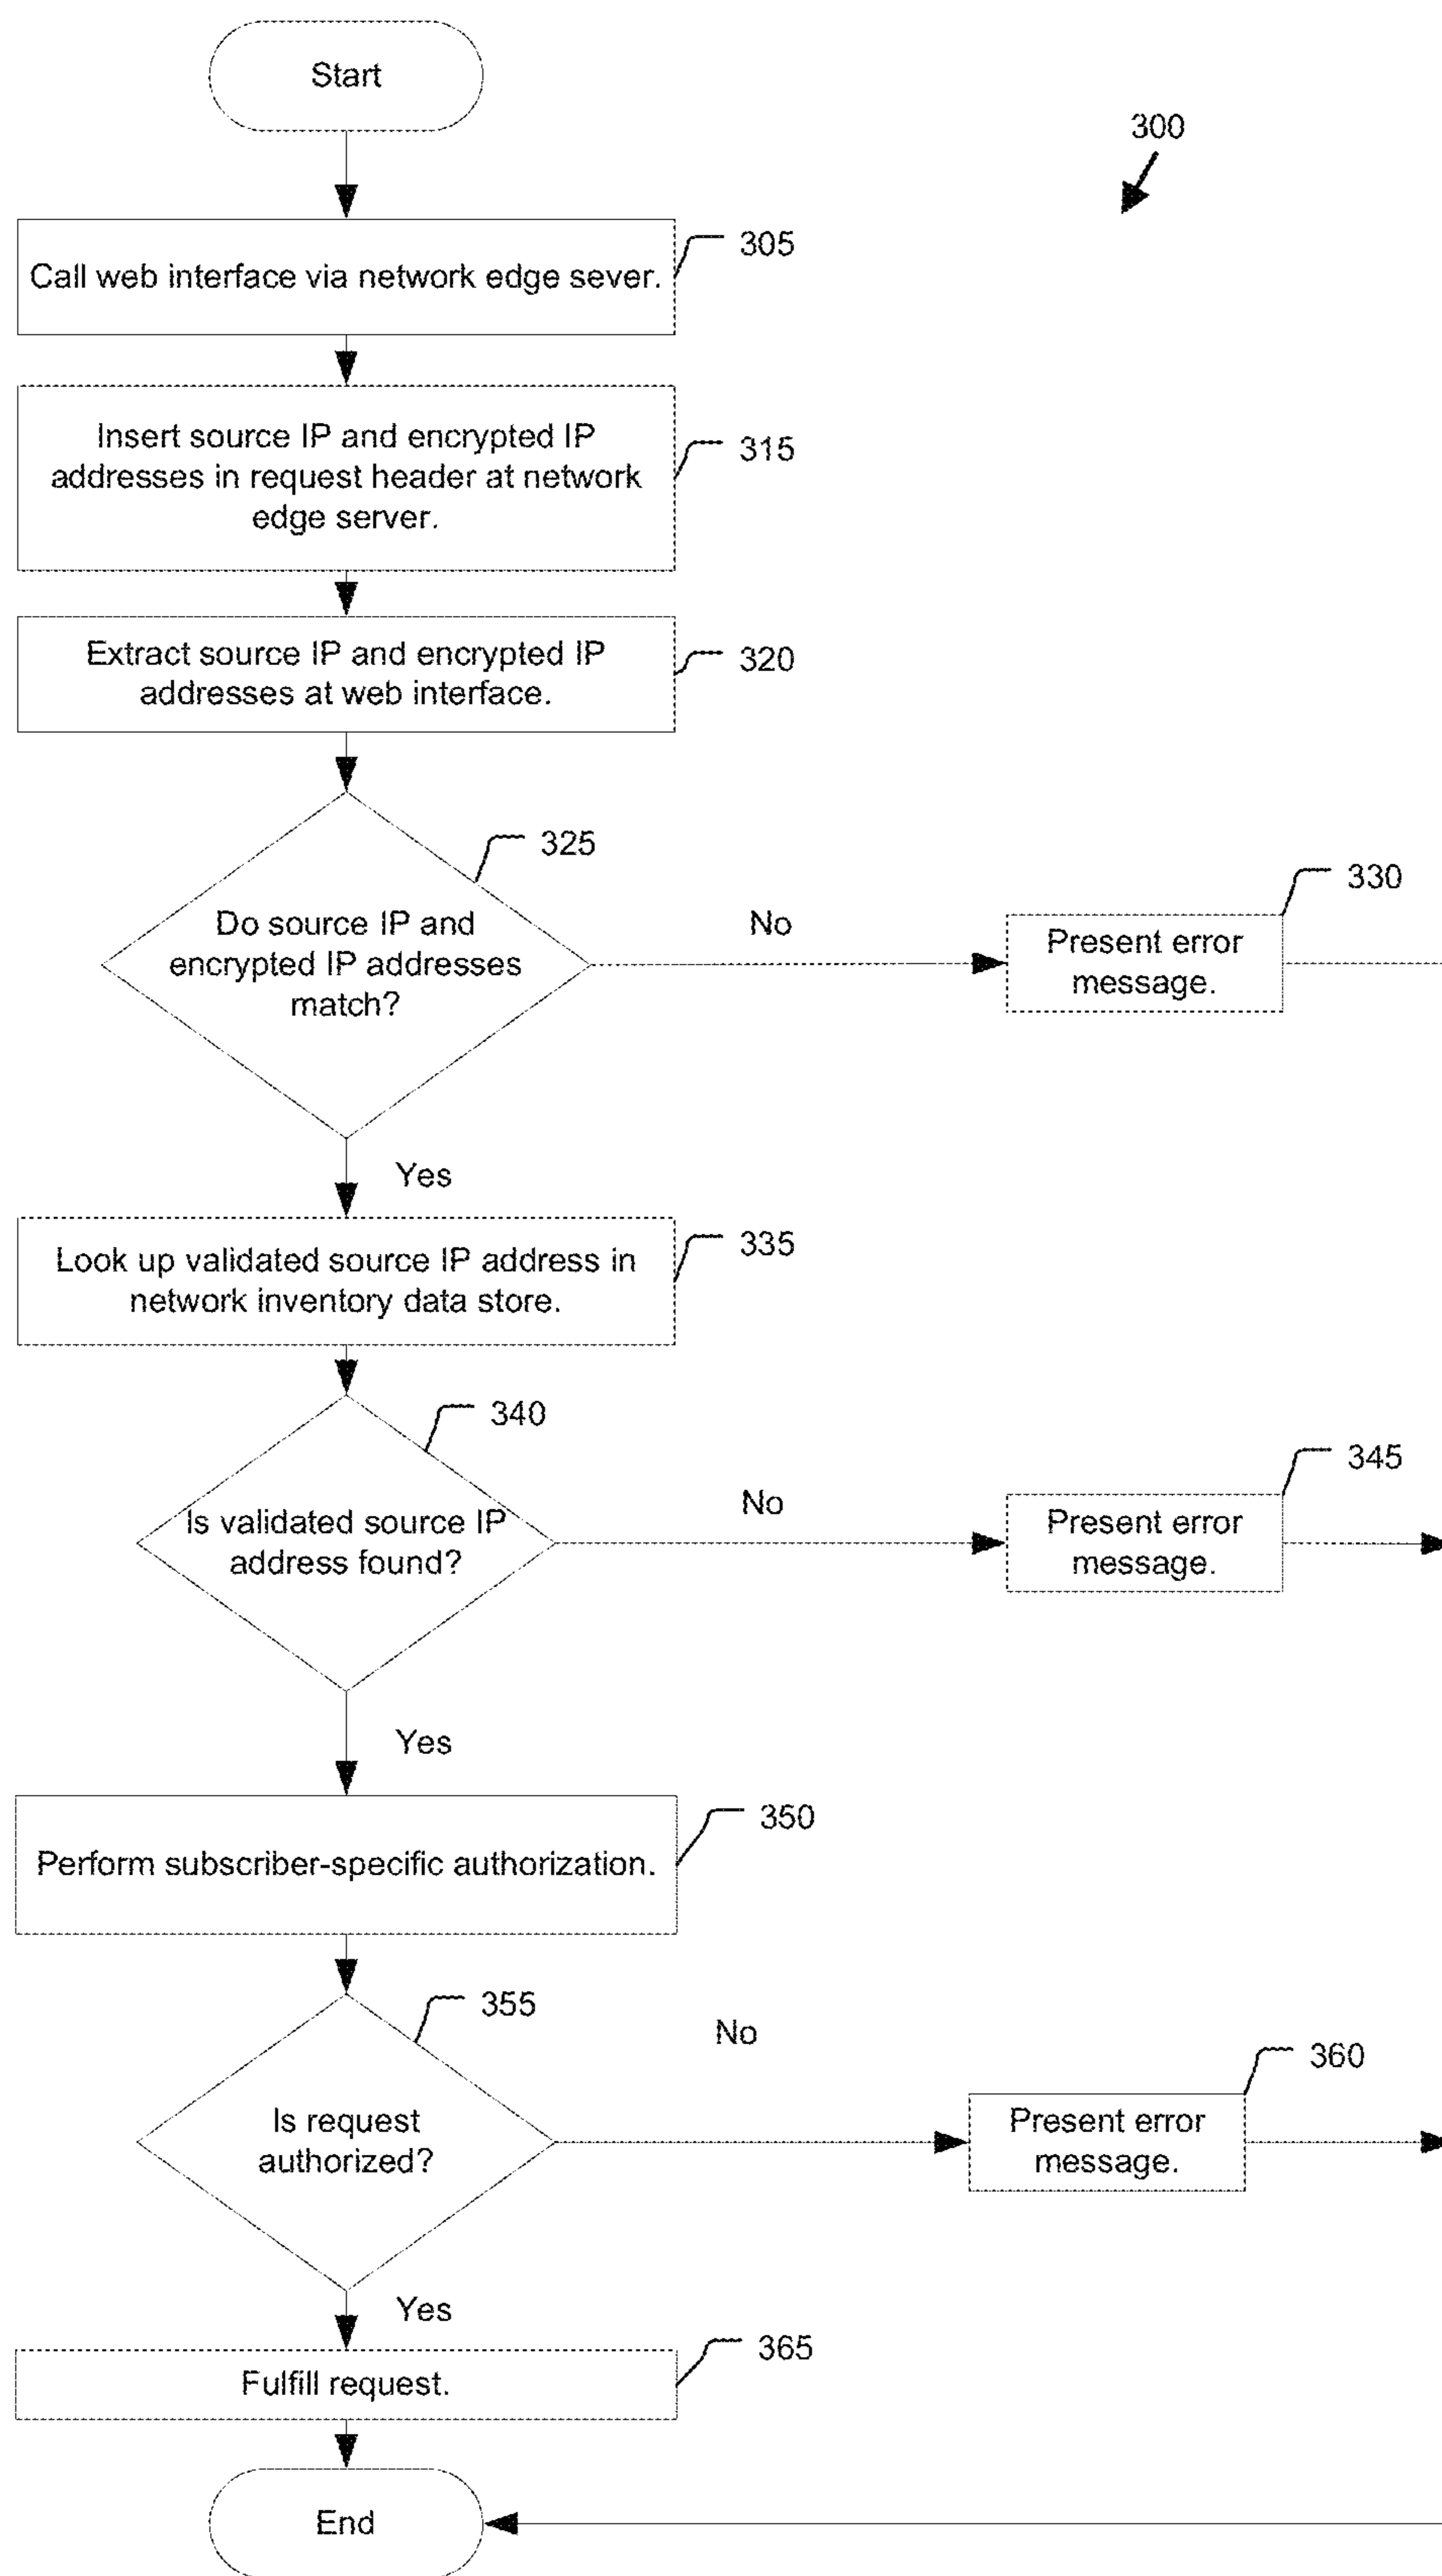 Start
300
305
Call web interface via network edge sever.
Insert source IP and encrypted IP
addresses in request header at network
edge server.
315
Extract source IP and encrypted IP
addresses at web interface.
320
325
Do source IP and
encrypted IP addresses
match?
No
330
Present error
message.
Yes
335
Look up validated source IP address in
network inventory data store.
340
Is validated source IP
address found?
No
345
Present error
message.
Yes
350
Perform subscriber-specific authorization.
355
Is request
authorized?
No
360
Present error
message.
Yes
365
Fulfill request.
End